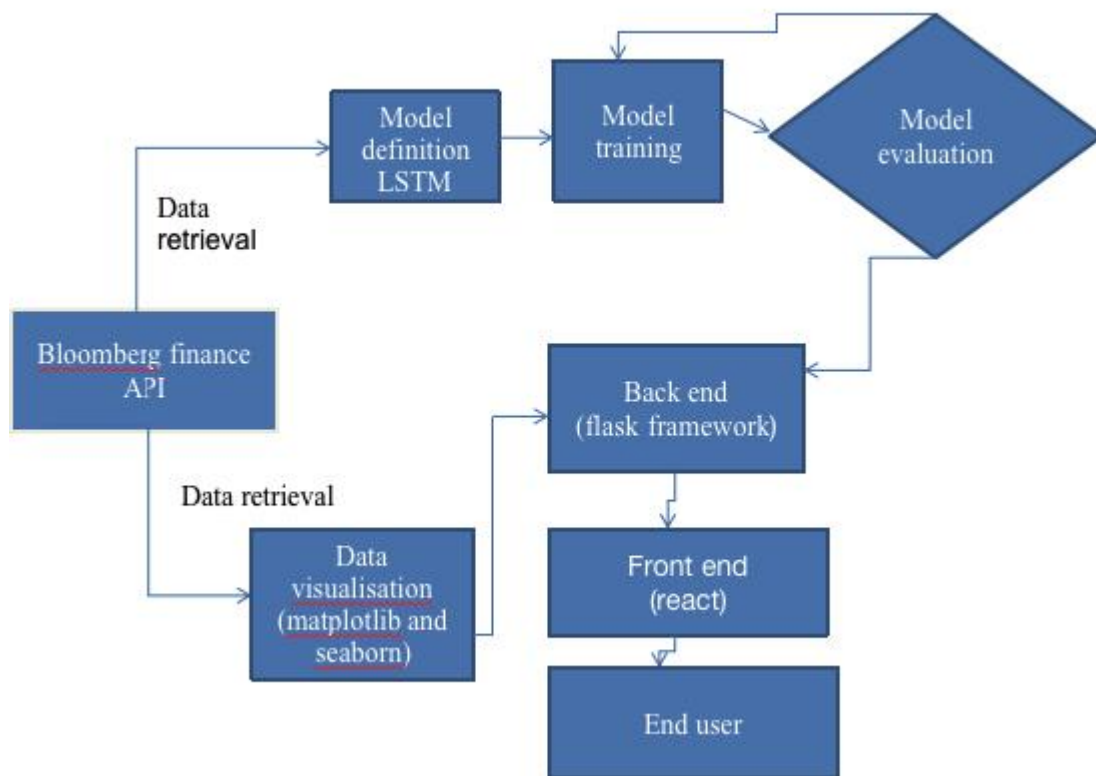 Model
definition
LSTM
Model
training
Model
evaluation
Data
retrieval
Bloomberg finance
API
Back end
(flask framework)
Data retrieval
Data
visualisation
(matplotlib and
seaborn)
Front end
(react)
End user